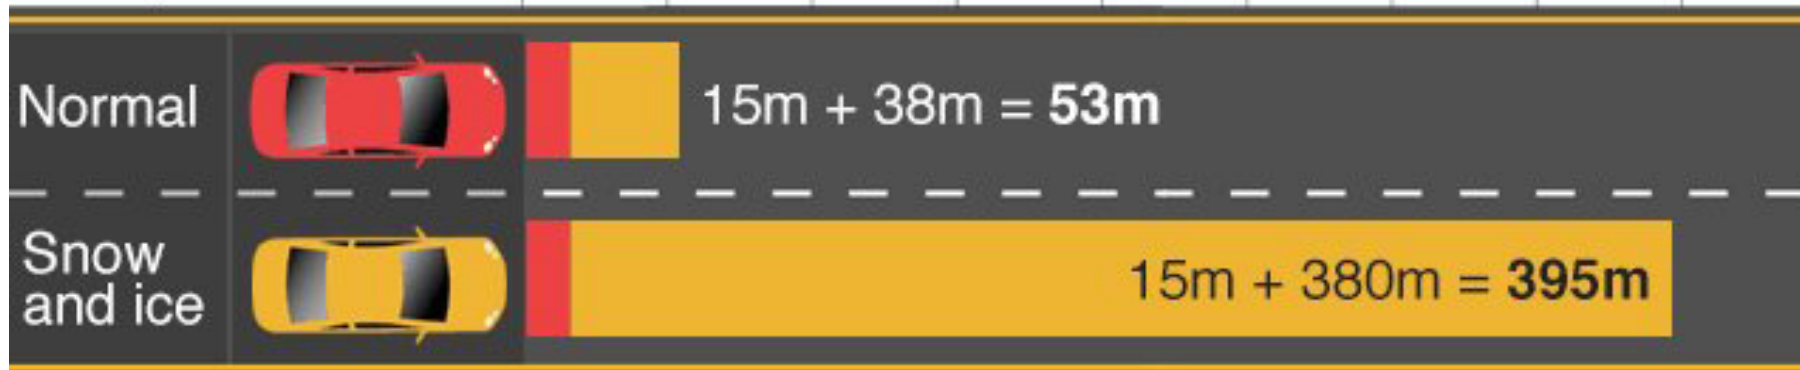 Normal
15m + 38m = 53m
Snow
and ice
15m + 380m = 395m